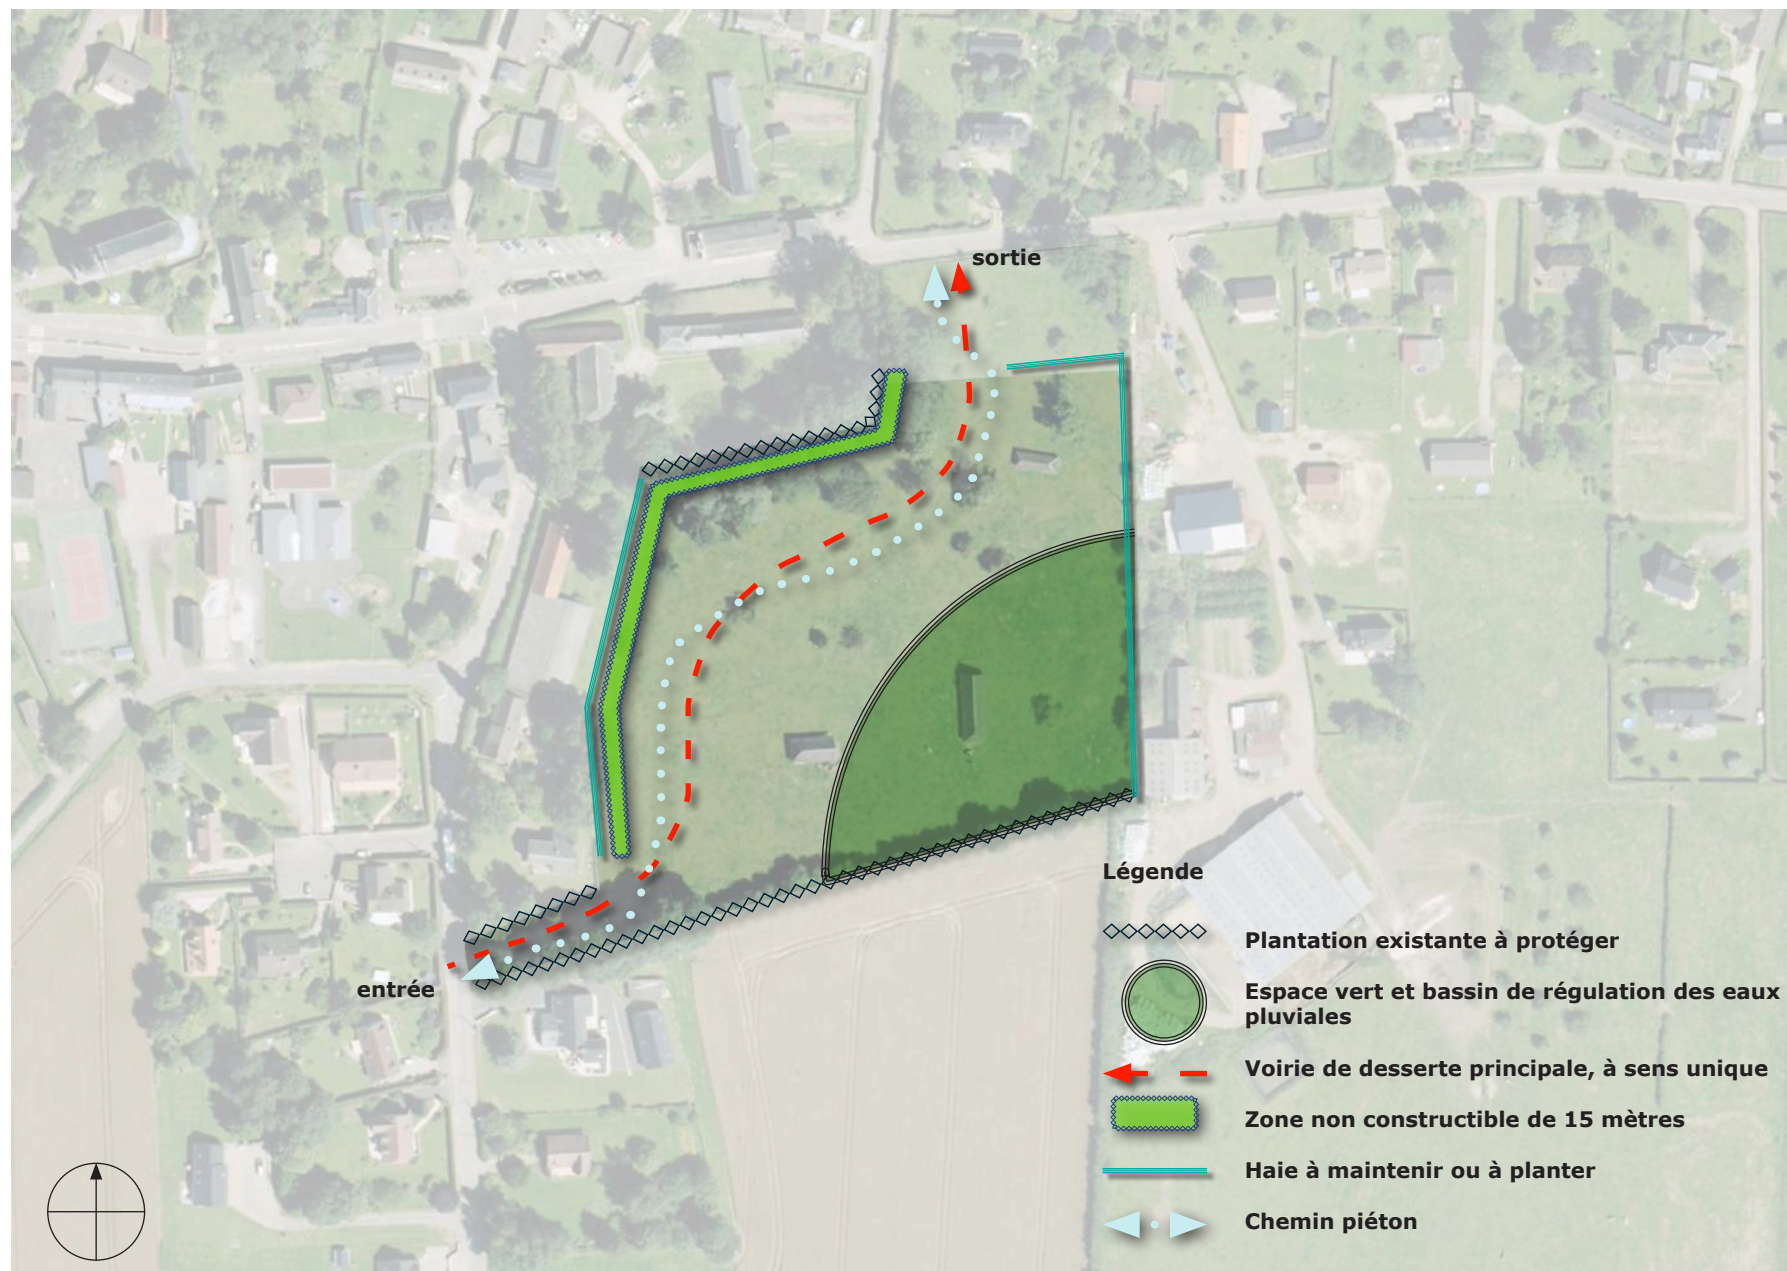 sortie
entrée
Légende
Plantation existante à protéger
Espace vert et bassin de régulation des eaux
pluviales
Voirie de desserte principale, à sens unique
Zone non constructible de 15 mètres
Haie à maintenir ou à planter
Chemin piéton